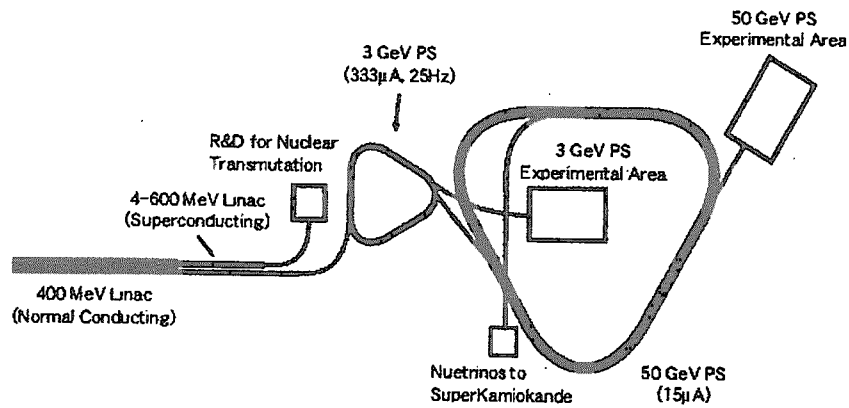 50 GeV PS
Experimental Area
3 GeV PS
(333µA, 25Hz)
R&D for Nuclear
Transmutation
3 GeV PS
Experimental Area
4-600 MeV Linac
(Superconducting)
400 MeV Linac
(Normal Conducting)
Nuetrinos to
SuperKamiokande
50 GeV PS
(15µA)